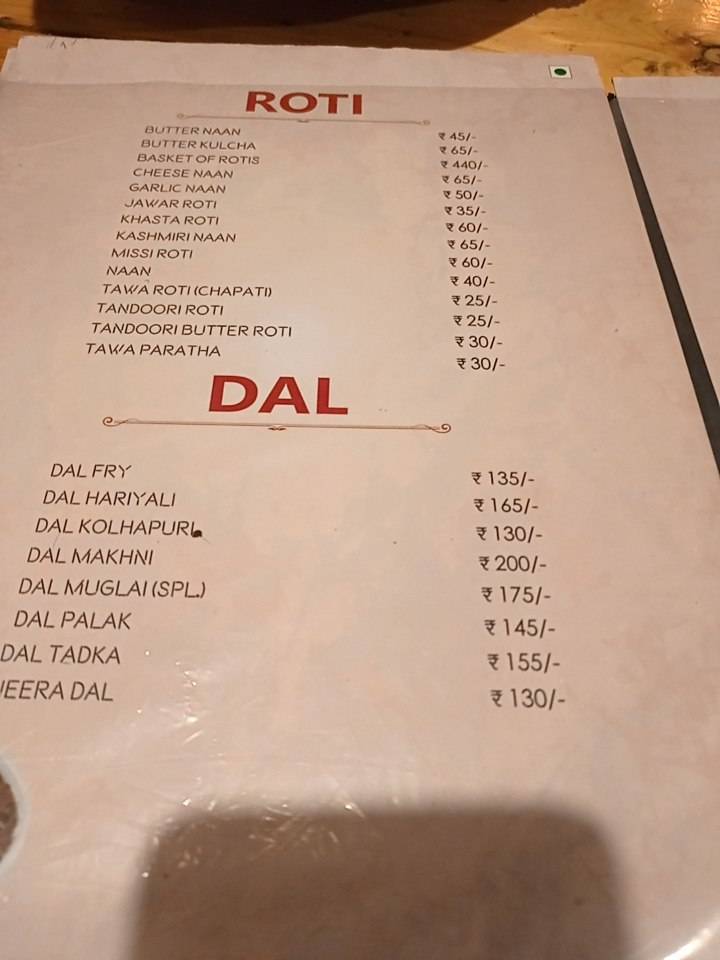 ROTI
BUTTER NAAN ₹ 45/-
BUTTER KULCHA ₹ 65/-
BASKET OF ROTIS ₹ 440/-
CHEESE NAAN ₹ 65/-
GARLIC NAAN ₹ 50/-
JAWAR ROTI ₹ 35/-
KHASTA ROTI ₹ 60/-
KASHMIRI NAAN ₹ 65/-
MISSI ROTI ₹ 60/-
NAAN ₹ 40/-
TAWA ROTI (CHAPATI) ₹ 25/-
TANDOORI ROTI ₹ 25/-
TANDOORI BUTTER ROTI ₹ 30/-
TAWA PARATHA ₹ 30/-
DAL
DAL FRY ₹ 135/-
DAL HARIYALI ₹ 165/-
DAL KOLHAPURI ₹ 130/-
DAL MAKHNI ₹ 200/-
DAL MUGLAI (SPL.) ₹ 175/-
DAL PALAK ₹ 145/-
DAL TADKA ₹ 155/-
JEERA DAL ₹ 130/-